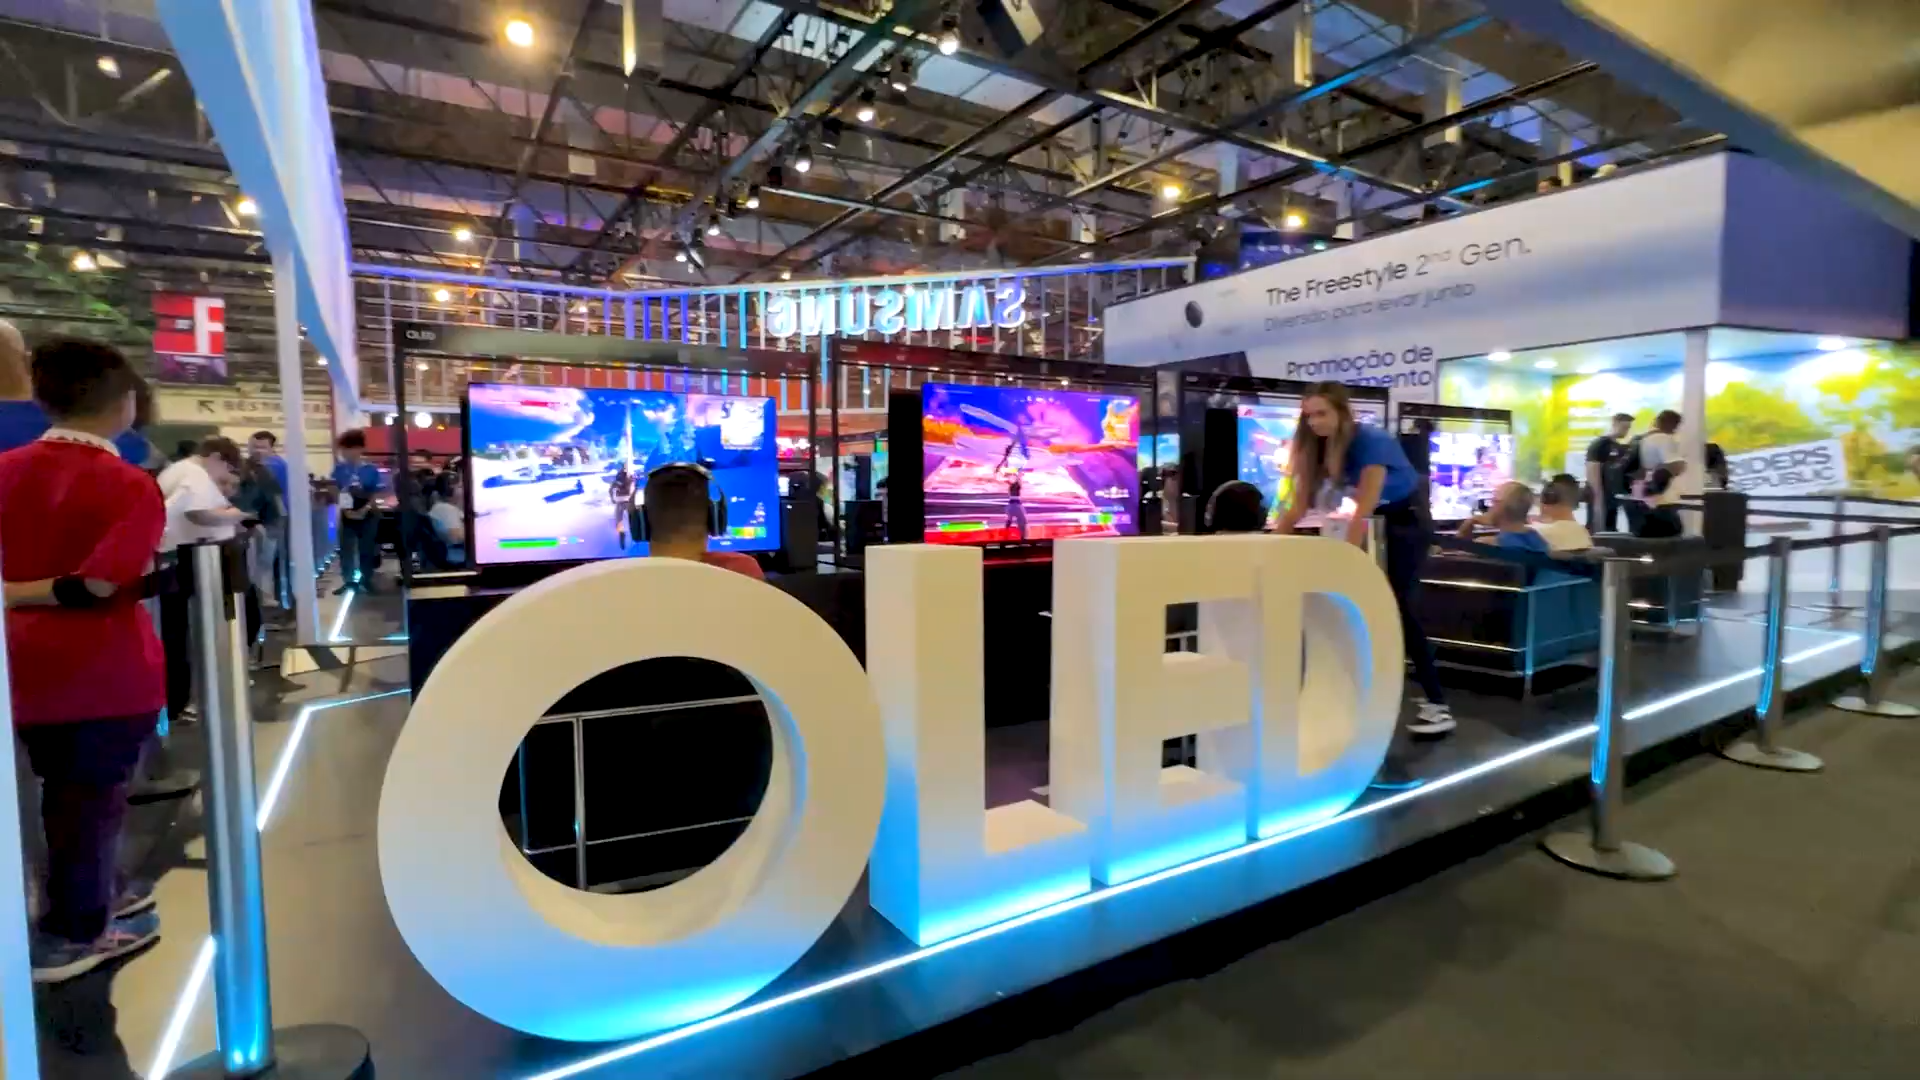 The Freestyle 2nd Gen.
Diversão para levar junto
SAMSUNG
OLED
Promoção de
F
RIDERS
REPUBLIC
OLED